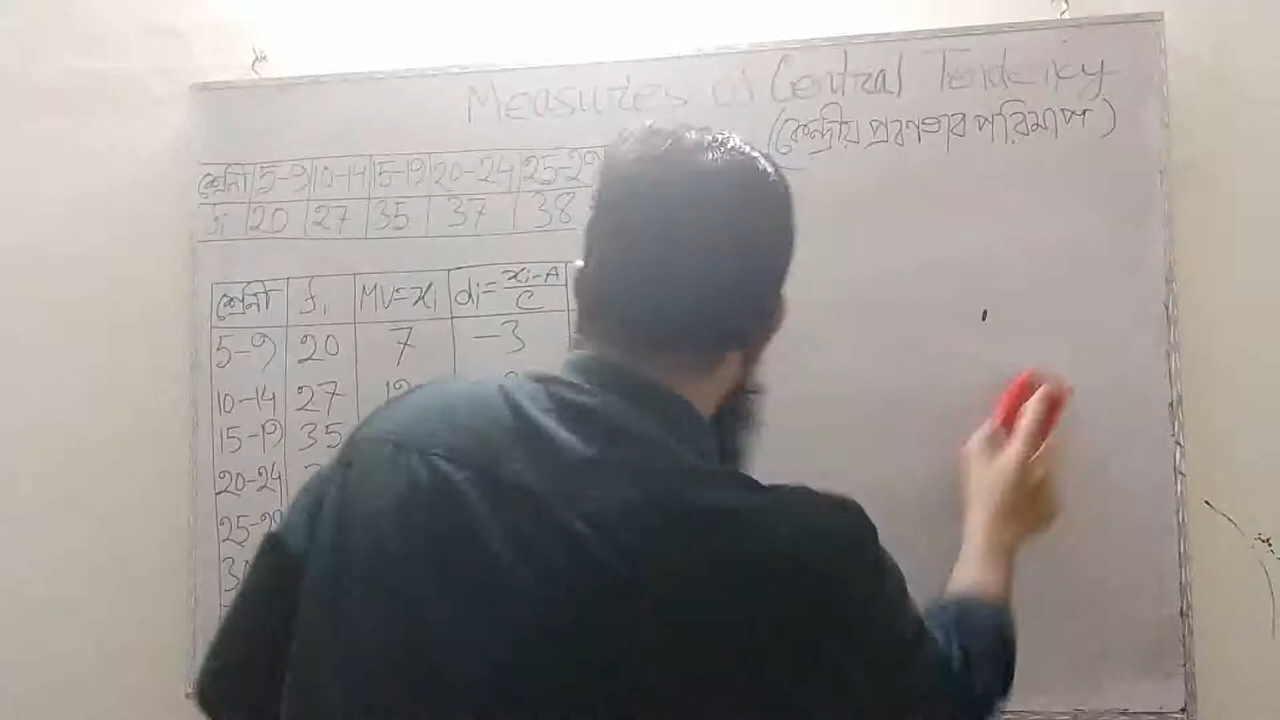 Measures of Central Tendency
(কেন্দ্রীয় প্রবণতার পরিমাপ)
শ্রেনী 5-9 10-14 15-19 20-24 25-29
fi 20 27 35 37 38
শ্রেনী fi MV=xi di=xi-A/C
5-9 20 7 -3
10-14 27
15-19 35
20-24
25-29